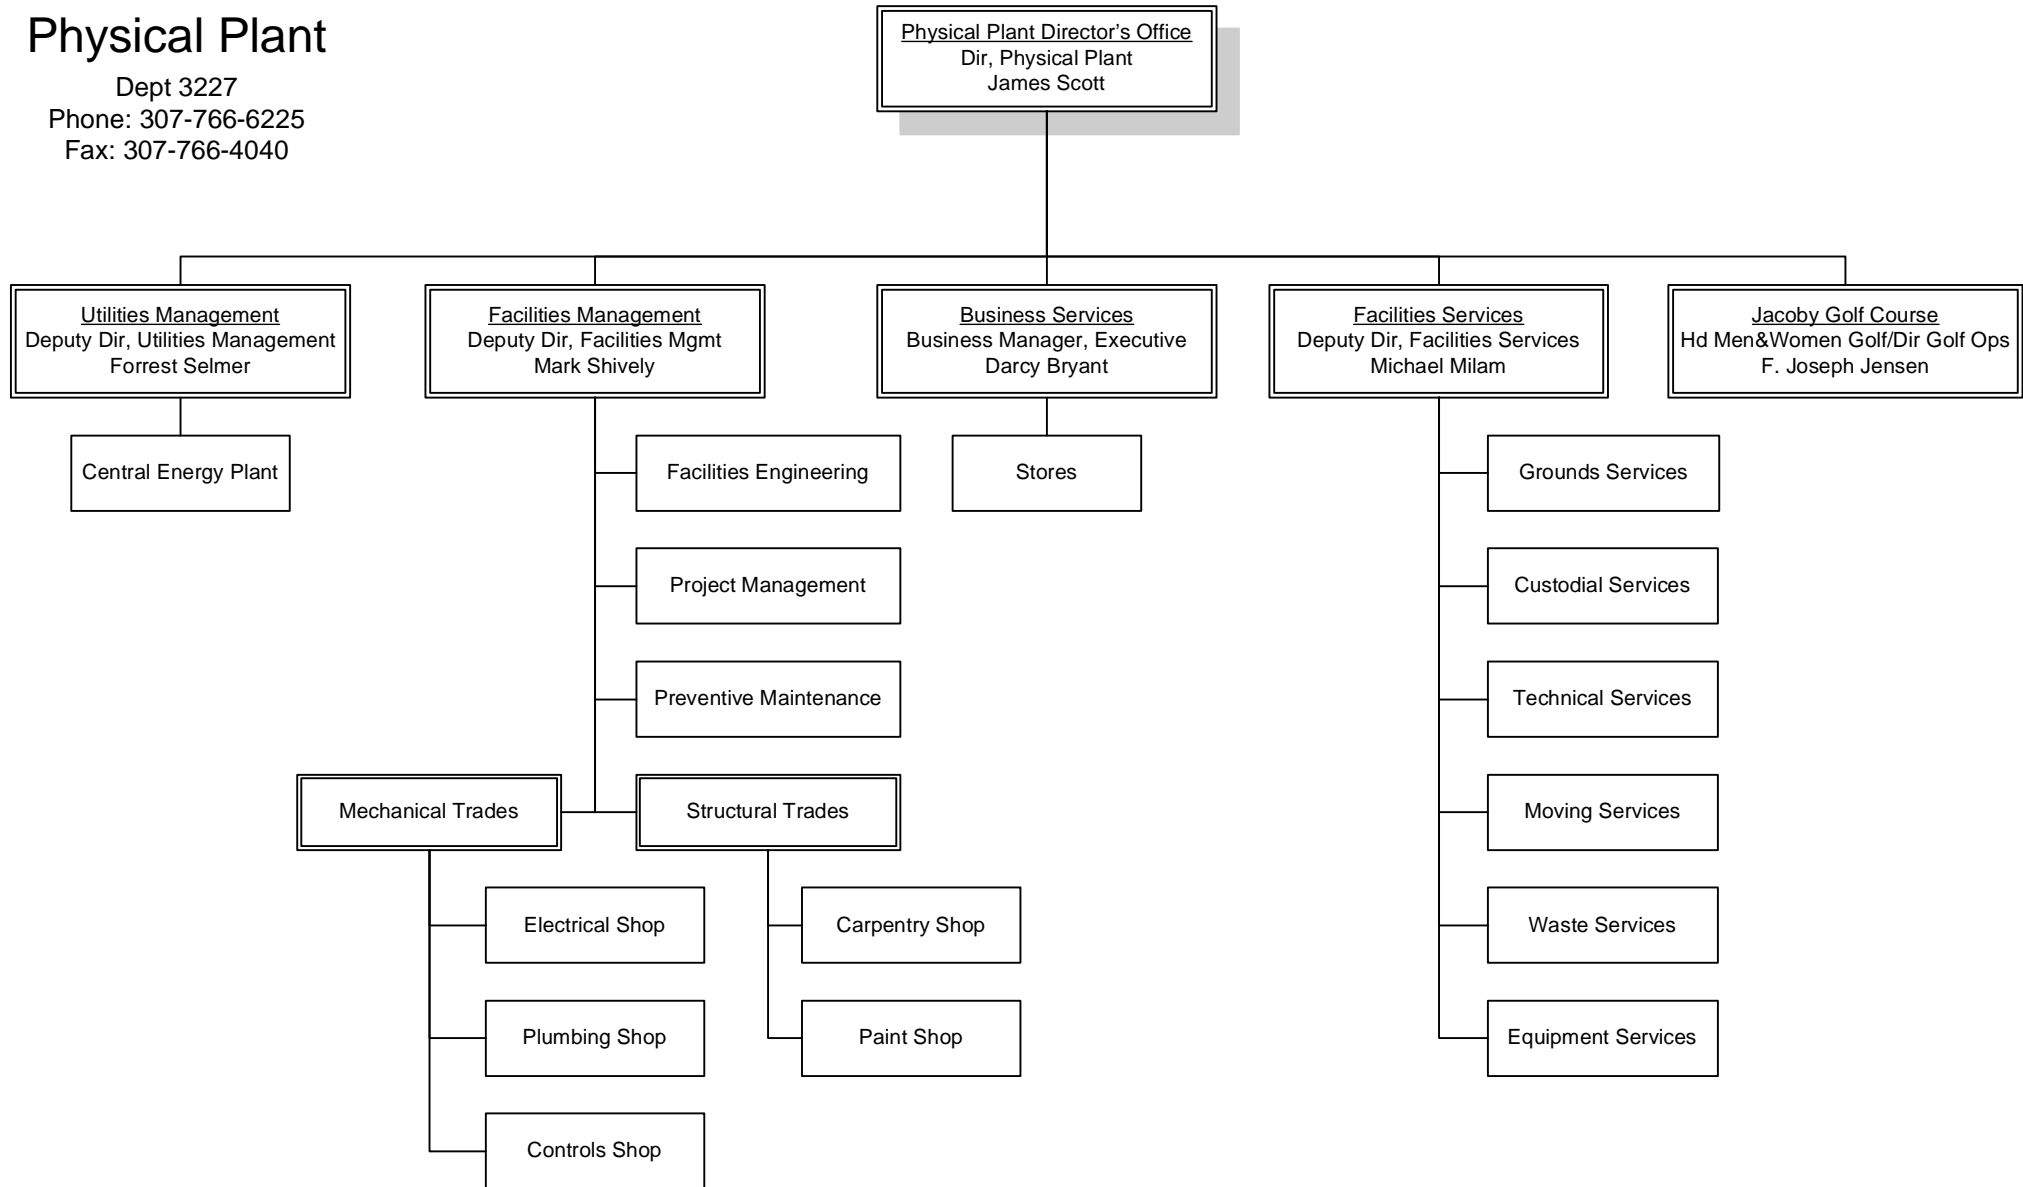 Physical Plant
Dept 3227
Phone: 307-766-6225
Fax: 307-766-4040
Physical Plant Director's Office
Dir, Physical Plant
James Scott
Utilities Management
Deputy Dir, Utilities Management
Forrest Selmer
Facilities Management
Deputy Dir, Facilities Mgmt
Mark Shively
Business Services
Business Manager, Executive
Darcy Bryant
Facilities Services
Deputy Dir, Facilities Services
Michael Milam
Jacoby Golf Course
Hd Men&Women Golf/Dir Golf Ops
F. Joseph Jensen
Central Energy Plant
Facilities Engineering
Stores
Grounds Services
Project Management
Custodial Services
Preventive Maintenance
Technical Services
Mechanical Trades
Structural Trades
Moving Services
Electrical Shop
Carpentry Shop
Waste Services
Plumbing Shop
Paint Shop
Equipment Services
Controls Shop